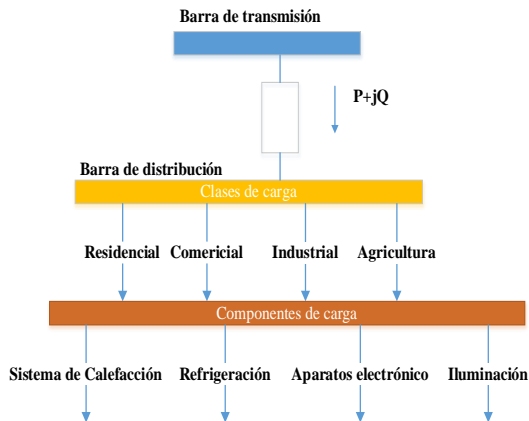 Barra de transmisión
P+jQ
Barra de distribución
Clases de carga
Residencial Comericial Industrial Agricultura
Componentes de carga
Sistema de Calefacción Refrigeración Aparatos electrónico Iluminación